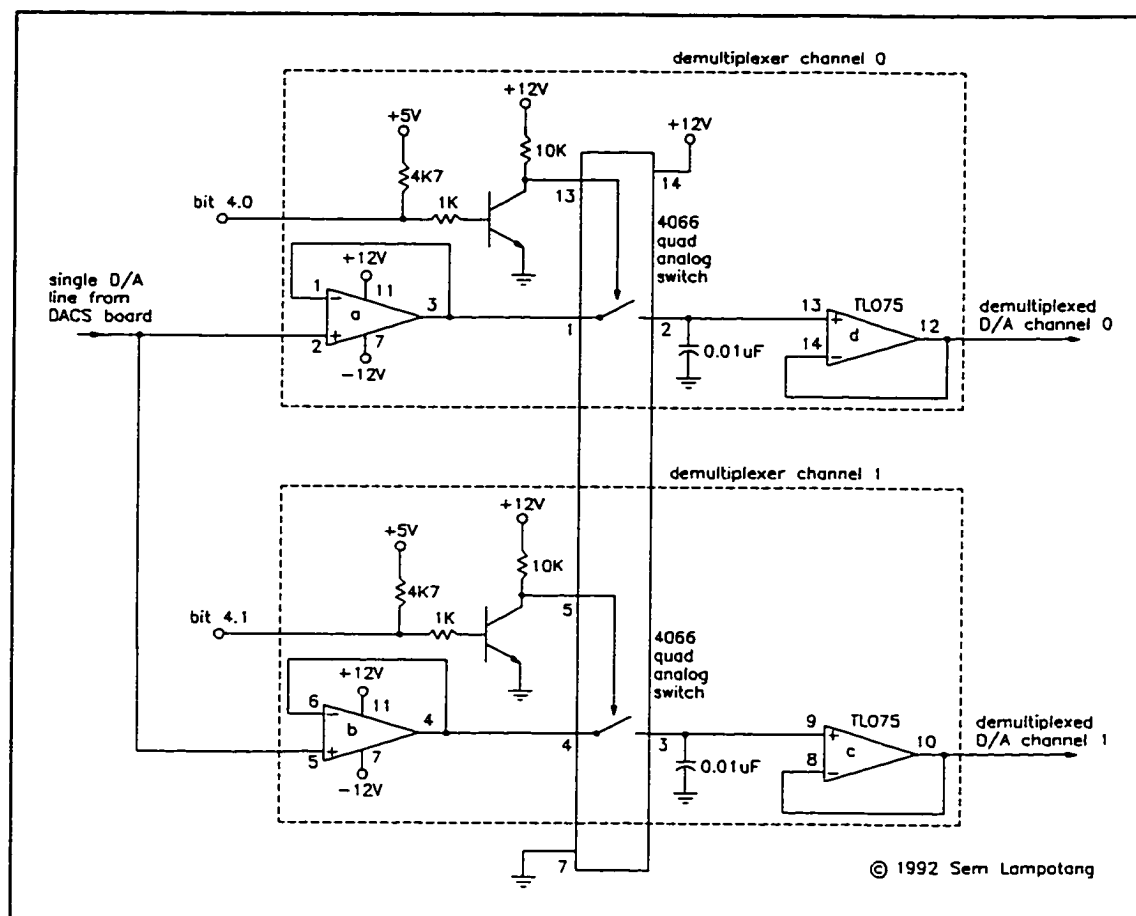 demultiplexer channel 0
+12V
+5V
+12V
10K
4K7
14
13
bit 4.0
1K
4066
quad
analog
switch
+12V
single D/A
line from
DACS board
1
11
3
-
a
+
2
7
-12V
1
2
0.01uF
13
TL075
+
d
12
14
-
demultiplexed
D/A channel 0
demultiplexer channel 1
+12V
+5V
10K
4K7
5
bit 4.1
1K
4066
quad
analog
switch
+12V
6
11
4
-
b
+
5
7
-12V
4
3
0.01uF
9
TL075
+
c
10
8
-
demultiplexed
D/A channel 1
7
© 1992 Sem Lampotang